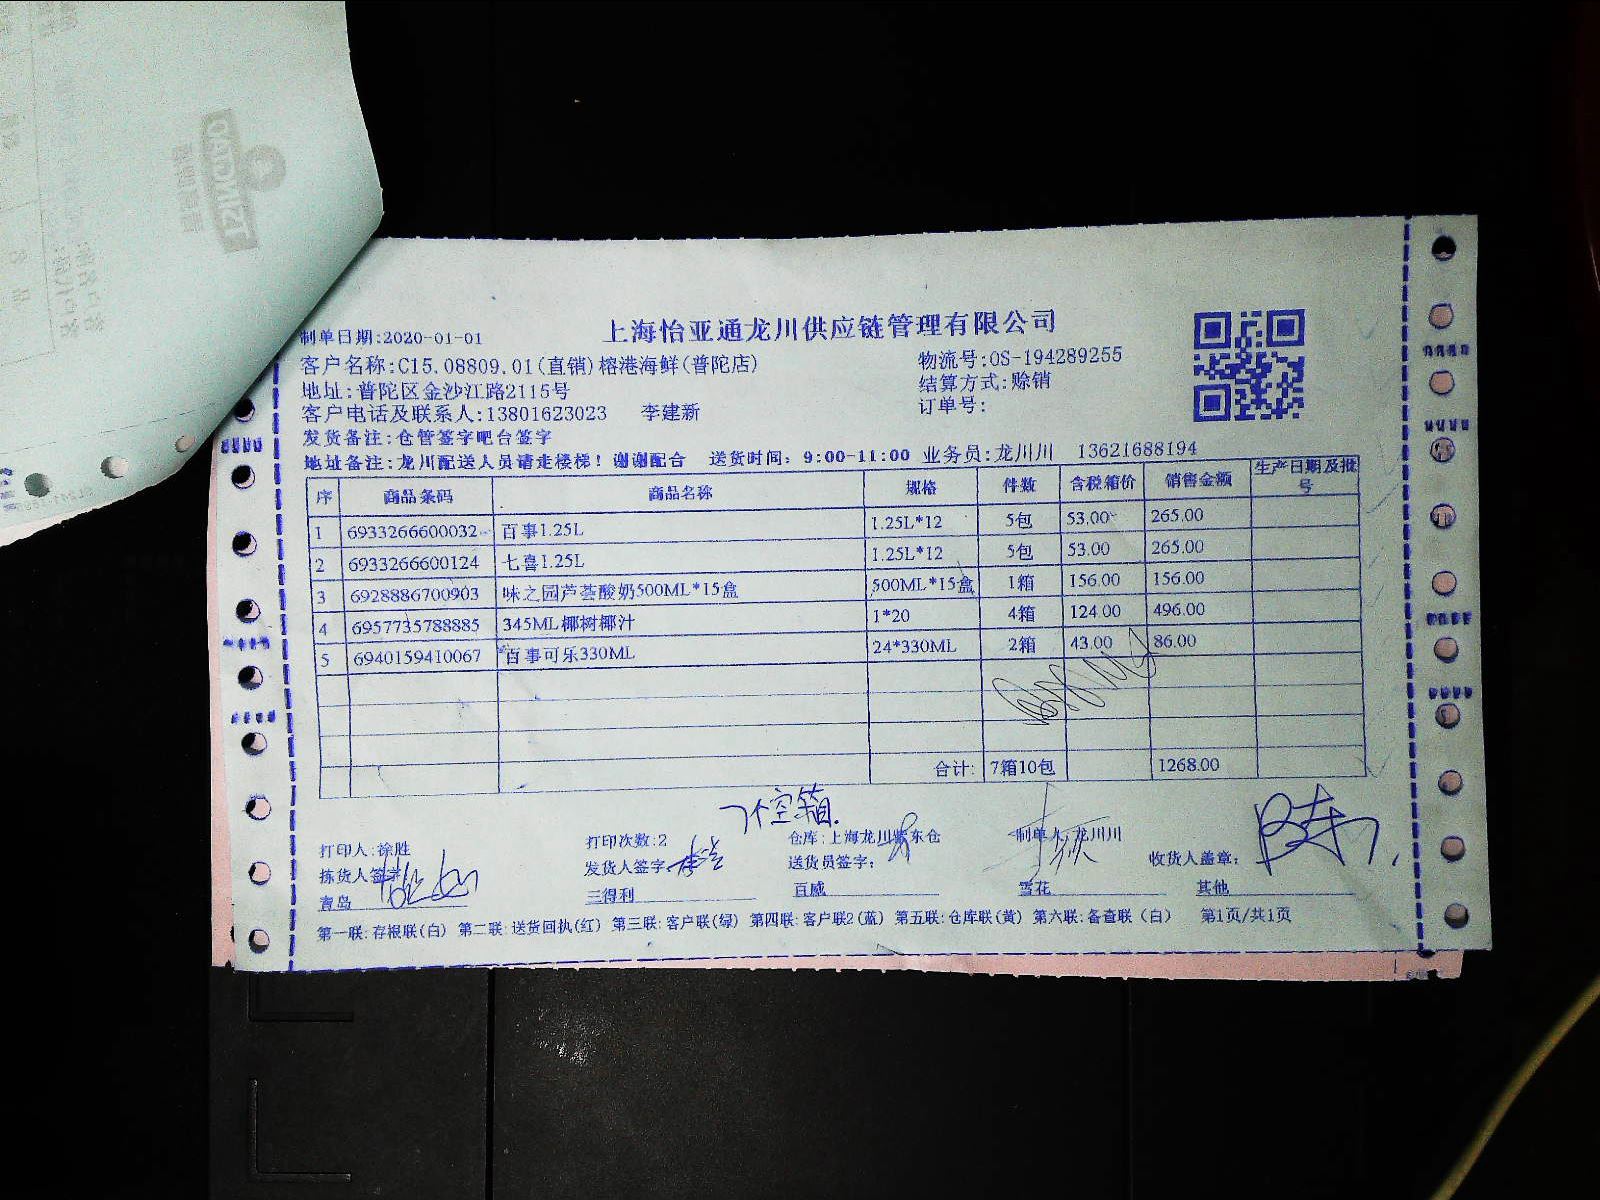 上海怡亚通龙川供应链管理有限公司
制单日期:2020-01-01
客户名称:C15.08809.01(直销)榕港海鲜(普陀店) 物流号:OS-194289255
地址:普陀区金沙江路2115号 结算方式:赊销
客户电话及联系人:13801623023 李建新 订单号:
发货备注:仓管签字吧台签字
地址备注:龙川配送人员请走楼梯!谢谢配合 送货时间:9:00-11:00 业务员:龙川川 13621688194
序 商品条码 商品名称 规格 件数 含税箱价 销售金额 生产日期及批号
1 6933266600032 百事1.25L 1.25L*12 5包 53.00 265.00
2 6933266600124 七喜1.25L 1.25L*12 5包 53.00 265.00
3 6928886700903 味之园芦荟酸奶500ML*15盒 500ML*15盒 1箱 156.00 156.00
4 6957735788885 345ML椰树椰汁 1*20 4箱 124.00 496.00
5 6940159410067 百事可乐330ML 24*330ML 2箱 43.00 86.00
合计: 7箱10包 1268.00
个空箱.
打印人:徐胜 打印次数:2 仓库:上海龙川 东仓 制单人:龙川川
拣货人签字 发货人签字: 送货员签字: 收货人盖章:
青岛 三得利 百威 雪花 其他
第一联:存根联(白) 第二联:送货回执(红) 第三联:客户联(绿) 第四联:客户联2(蓝) 第五联:仓库联(黄) 第六联:备查联(白) 第1页/共1页